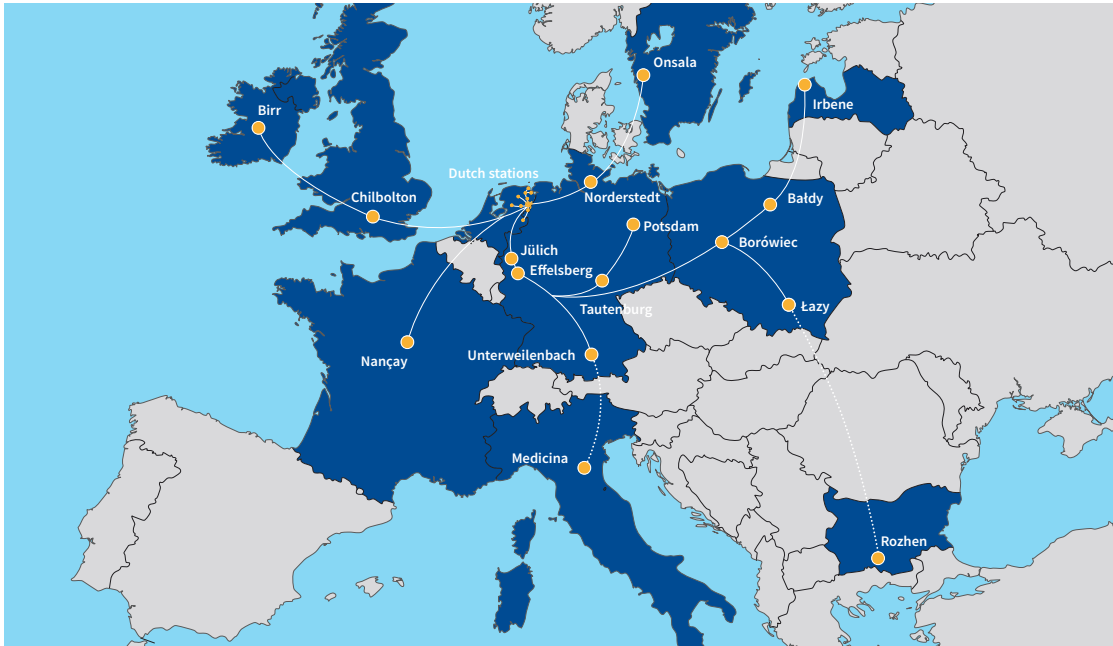 Onsala
Irbene
Birr
Dutch stations
Norderstedt
Chilbolton
Bałdy
Potsdam
Borówiec
Jülich
Effelsberg
Tautenburg
Łazy
Nançay
Unterweilenbach
Medicina
Rozhen